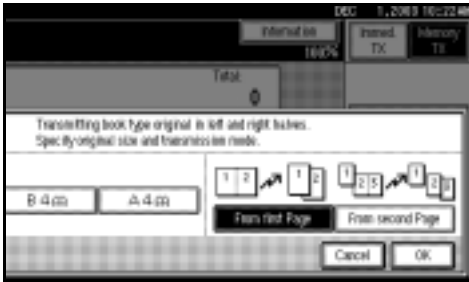 DEC 1,2003 10:22AM
Information
100%
Immed. TX
Memory TX
Total:
0
Transmitting book type original in left and right halves.
Specify original size and transmission mode.
1 2
1 2
1 2 3
1 2 3
B4
A4
From first Page
From second Page
Cancel
OK